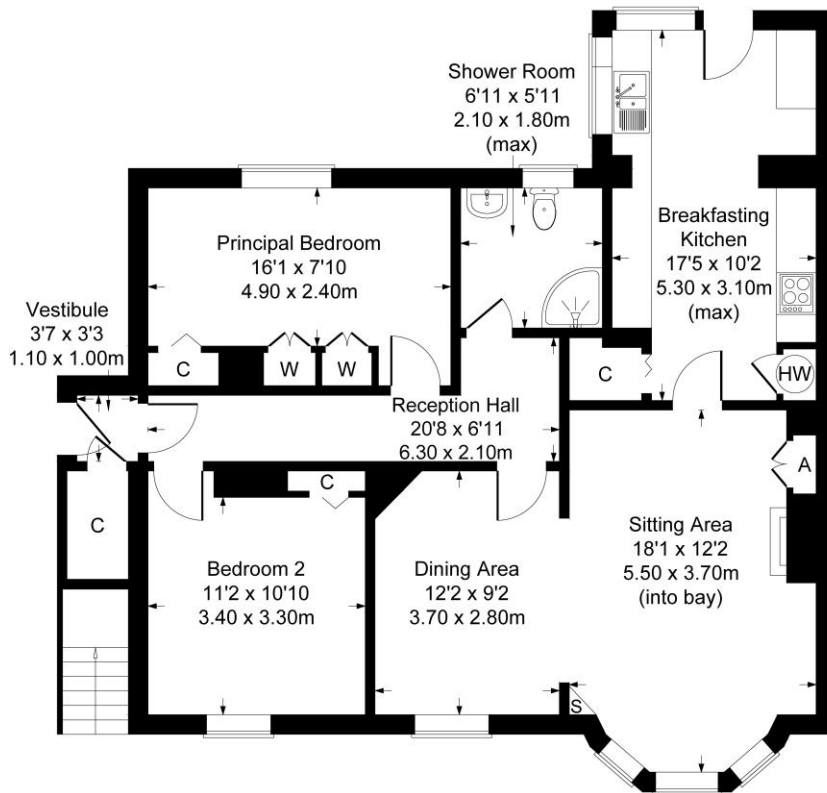 Shower Room
6'11 x 5'11
2.10 x 1.80m
(max)
Principal Bedroom
16'1 x 7'10
4.90 x 2.40m
Breakfasting
Kitchen
17'5 x 10'2
5.30 x 3.10m
(max)
Vestibule
3'7 x 3'3
1.10 x 1.00m
C
W
W
C
HW
Reception Hall
20'8 x 6'11
6.30 x 2.10m
A
C
C
Sitting Area
18'1 x 12'2
5.50 x 3.70m
(into bay)
Bedroom 2
11'2 x 10'10
3.40 x 3.30m
Dining Area
12'2 x 9'2
3.70 x 2.80m
S